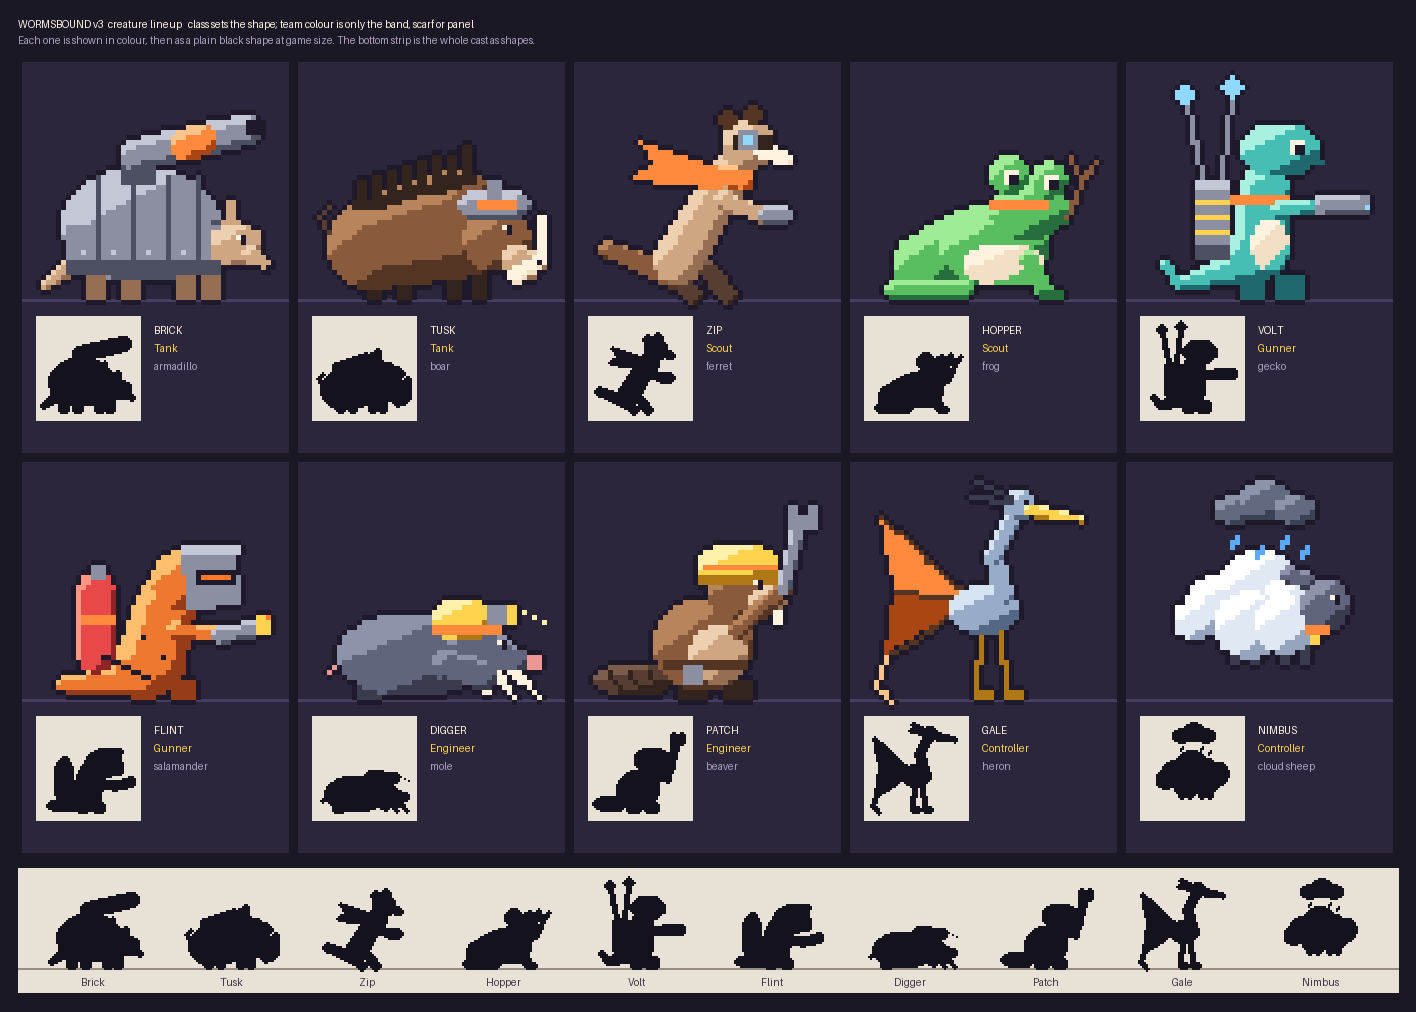 WORMSBOUND v3 creature lineup class sets the shape; team colour is only the band, scarf or panel
Each one is shown in colour, then as a plain black shape at game size. The bottom strip is the whole cast as shapes.
BRICK
Tank
armadillo
TUSK
Tank
boar
ZIP
Scout
ferret
HOPPER
Scout
frog
VOLT
Gunner
gecko
FLINT
Gunner
salamander
DIGGER
Engineer
mole
PATCH
Engineer
beaver
GALE
Controller
heron
NIMBUS
Controller
cloud sheep
Brick Tusk Zip Hopper Volt Flint Digger Patch Gale Nimbus